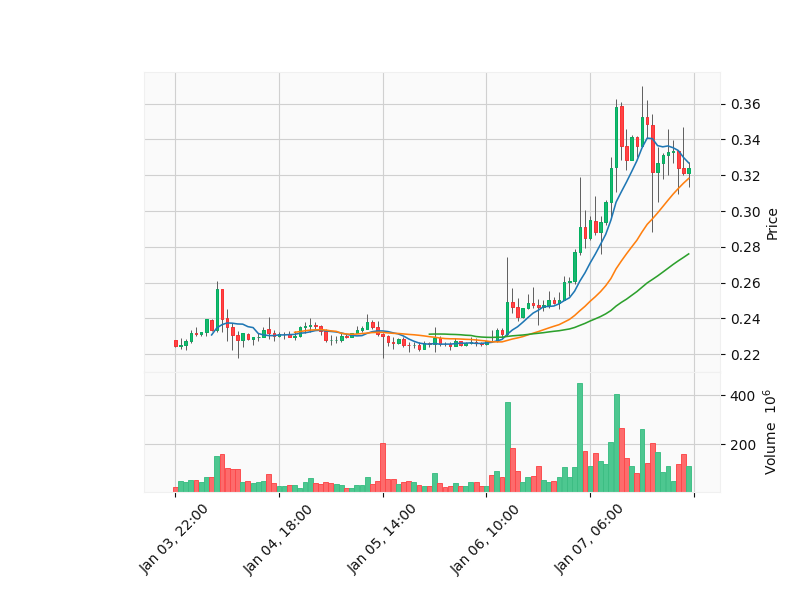 0.36
0.34
0.32
0.30
0.28
0.26
0.24
0.22
Price
400
200
Volume 10⁶
Jan 03, 22:00
Jan 04, 18:00
Jan 05, 14:00
Jan 06, 10:00
Jan 07, 06:00